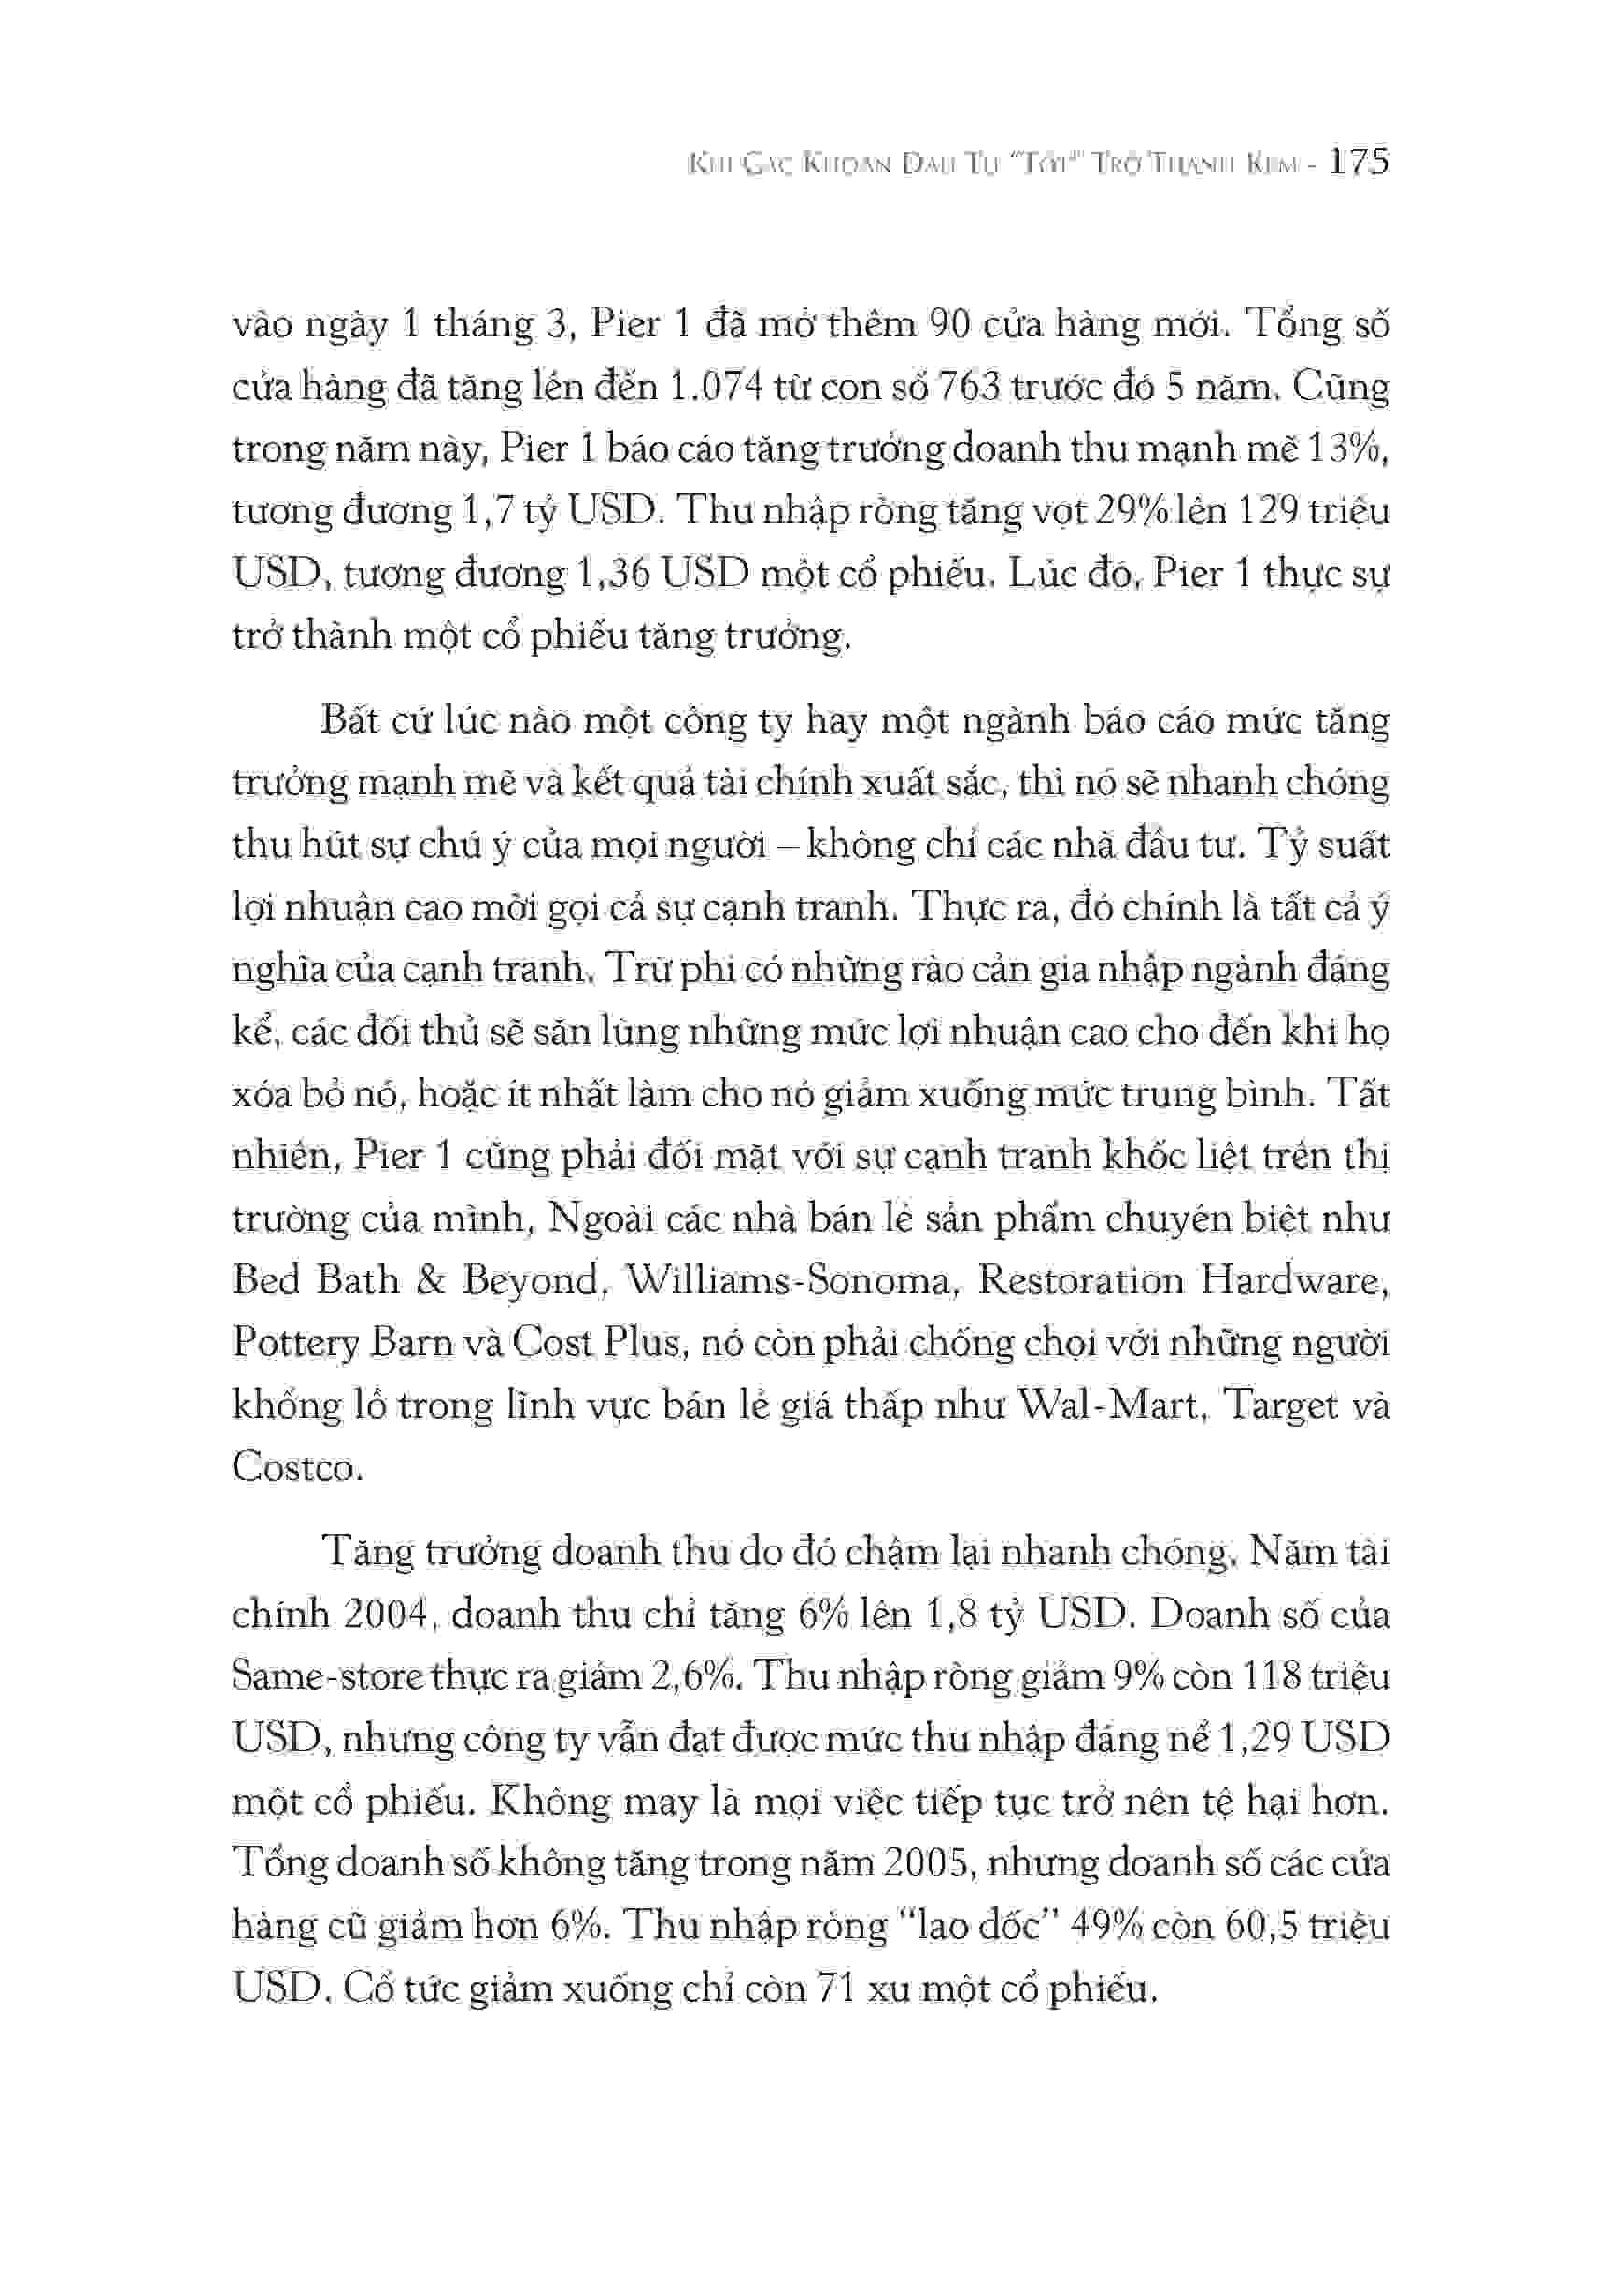 Khi Các Khoản Đầu Tư “Tốt” Trở Thành Kém - 175
vào ngày 1 tháng 3, Pier 1 đã mở thêm 90 cửa hàng mới. Tổng số
cửa hàng đã tăng lên đến 1.074 từ con số 763 trước đó 5 năm. Cũng
trong năm này, Pier 1 báo cáo tăng trưởng doanh thu mạnh mẽ 13%,
tương đương 1,7 tỷ USD. Thu nhập ròng tăng vọt 29% lên 129 triệu
USD, tương đương 1,36 USD một cổ phiếu. Lúc đó, Pier 1 thực sự
trở thành một cổ phiếu tăng trưởng.
Bất cứ lúc nào một công ty hay một ngành báo cáo mức tăng
trưởng mạnh mẽ và kết quả tài chính xuất sắc, thì nó sẽ nhanh chóng
thu hút sự chú ý của mọi người – không chỉ các nhà đầu tư. Tỷ suất
lợi nhuận cao mời gọi cả sự cạnh tranh. Thực ra, đó chính là tất cả ý
nghĩa của cạnh tranh. Trừ phi có những rào cản gia nhập ngành đáng
kể, các đối thủ sẽ săn lùng những mức lợi nhuận cao cho đến khi họ
xóa bỏ nó, hoặc ít nhất làm cho nó giảm xuống mức trung bình. Tất
nhiên, Pier 1 cũng phải đối mặt với sự cạnh tranh khốc liệt trên thị
trường của mình. Ngoài các nhà bán lẻ sản phẩm chuyên biệt như
Bed Bath & Beyond, Williams-Sonoma, Restoration Hardware,
Pottery Barn và Cost Plus, nó còn phải chống chọi với những người
khổng lồ trong lĩnh vực bán lẻ giá thấp như Wal-Mart, Target và
Costco.
Tăng trưởng doanh thu do đó chậm lại nhanh chóng. Năm tài
chính 2004, doanh thu chỉ tăng 6% lên 1,8 tỷ USD. Doanh số của
Same-store thực ra giảm 2,6%. Thu nhập ròng giảm 9% còn 118 triệu
USD, nhưng công ty vẫn đạt được mức thu nhập đáng nể 1,29 USD
một cổ phiếu. Không may là mọi việc tiếp tục trở nên tệ hại hơn.
Tổng doanh số không tăng trong năm 2005, nhưng doanh số các cửa
hàng cũ giảm hơn 6%. Thu nhập ròng “lao dốc” 49% còn 60,5 triệu
USD. Cổ tức giảm xuống chỉ còn 71 xu một cổ phiếu.